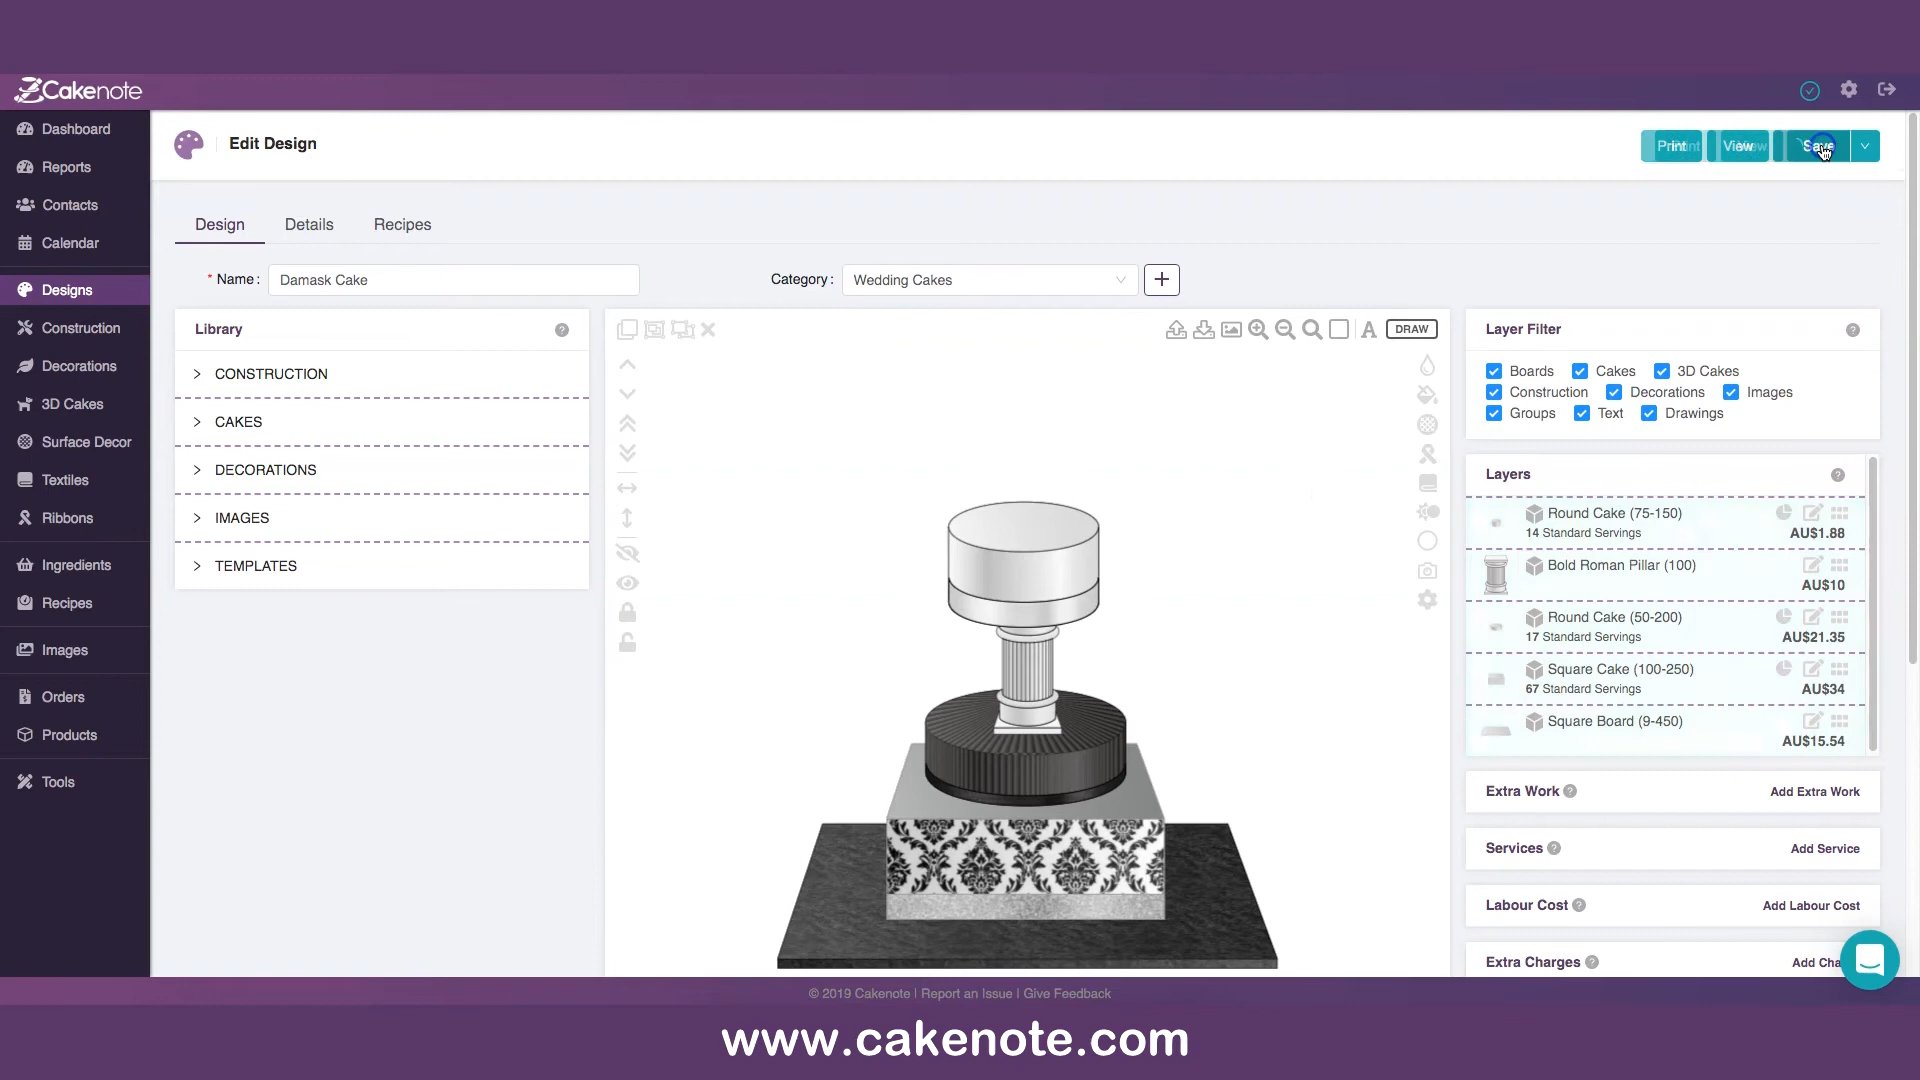 Cakenote
Dashboard
Reports
Contacts
Calendar
Designs
Construction
Decorations
3D Cakes
Surface Decor
Textiles
Ribbons
Ingredients
Recipes
Images
Orders
Products
Tools
Edit Design
Print View Save
Design Details Recipes
* Name : Damask Cake
Category : Wedding Cakes
Library
CONSTRUCTION
CAKES
DECORATIONS
IMAGES
TEMPLATES
A DRAW
Layer Filter
Boards Cakes 3D Cakes
Construction Decorations Images
Groups Text Drawings
Layers
Round Cake (75-150)
14 Standard Servings AU$1.88
Bold Roman Pillar (100)
AU$10
Round Cake (50-200)
17 Standard Servings AU$21.35
Square Cake (100-250)
67 Standard Servings AU$34
Square Board (9-450)
AU$15.54
Extra Work Add Extra Work
Services Add Service
Labour Cost Add Labour Cost
Extra Charges Add Cha
© 2019 Cakenote | Report an Issue | Give Feedback
www.cakenote.com